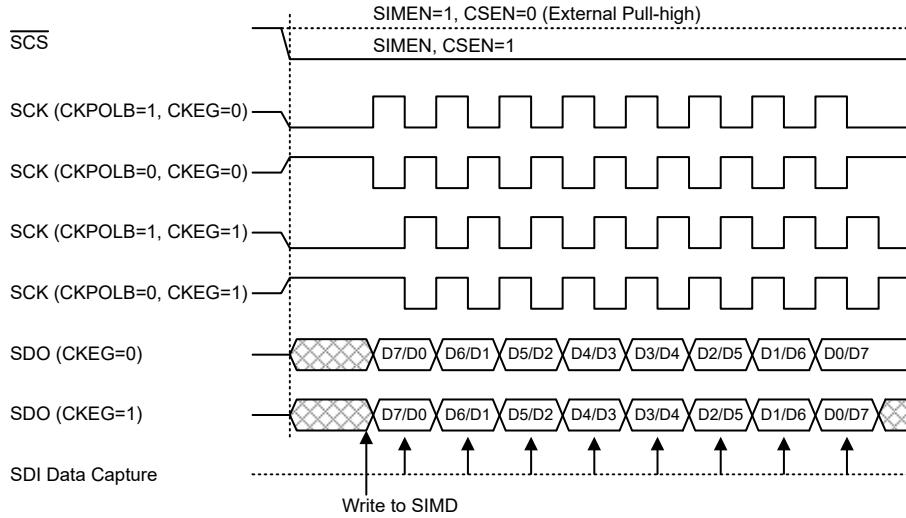 SIMEN=1, CSEN=0 (External Pull-high)
SCS
SIMEN, CSEN=1
SCK (CKPOLB=1, CKEG=0)
SCK (CKPOLB=0, CKEG=0)
SCK (CKPOLB=1, CKEG=1)
SCK (CKPOLB=0, CKEG=1)
SDO (CKEG=0) D7/D0 D6/D1 D5/D2 D4/D3 D3/D4 D2/D5 D1/D6 D0/D7
SDO (CKEG=1) D7/D0 D6/D1 D5/D2 D4/D3 D3/D4 D2/D5 D1/D6 D0/D7
SDI Data Capture
Write to SIMD